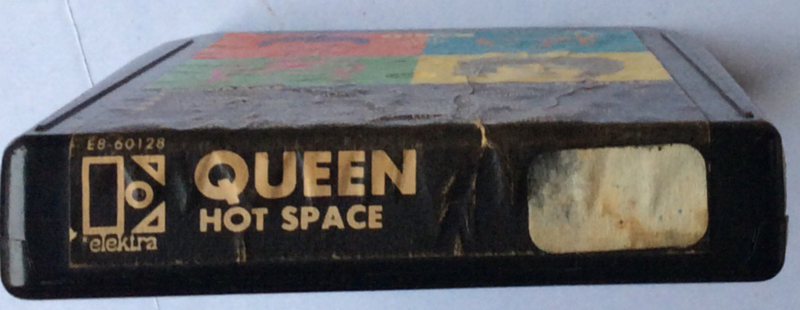 E8-60128
QUEEN
HOT SPACE
elektra